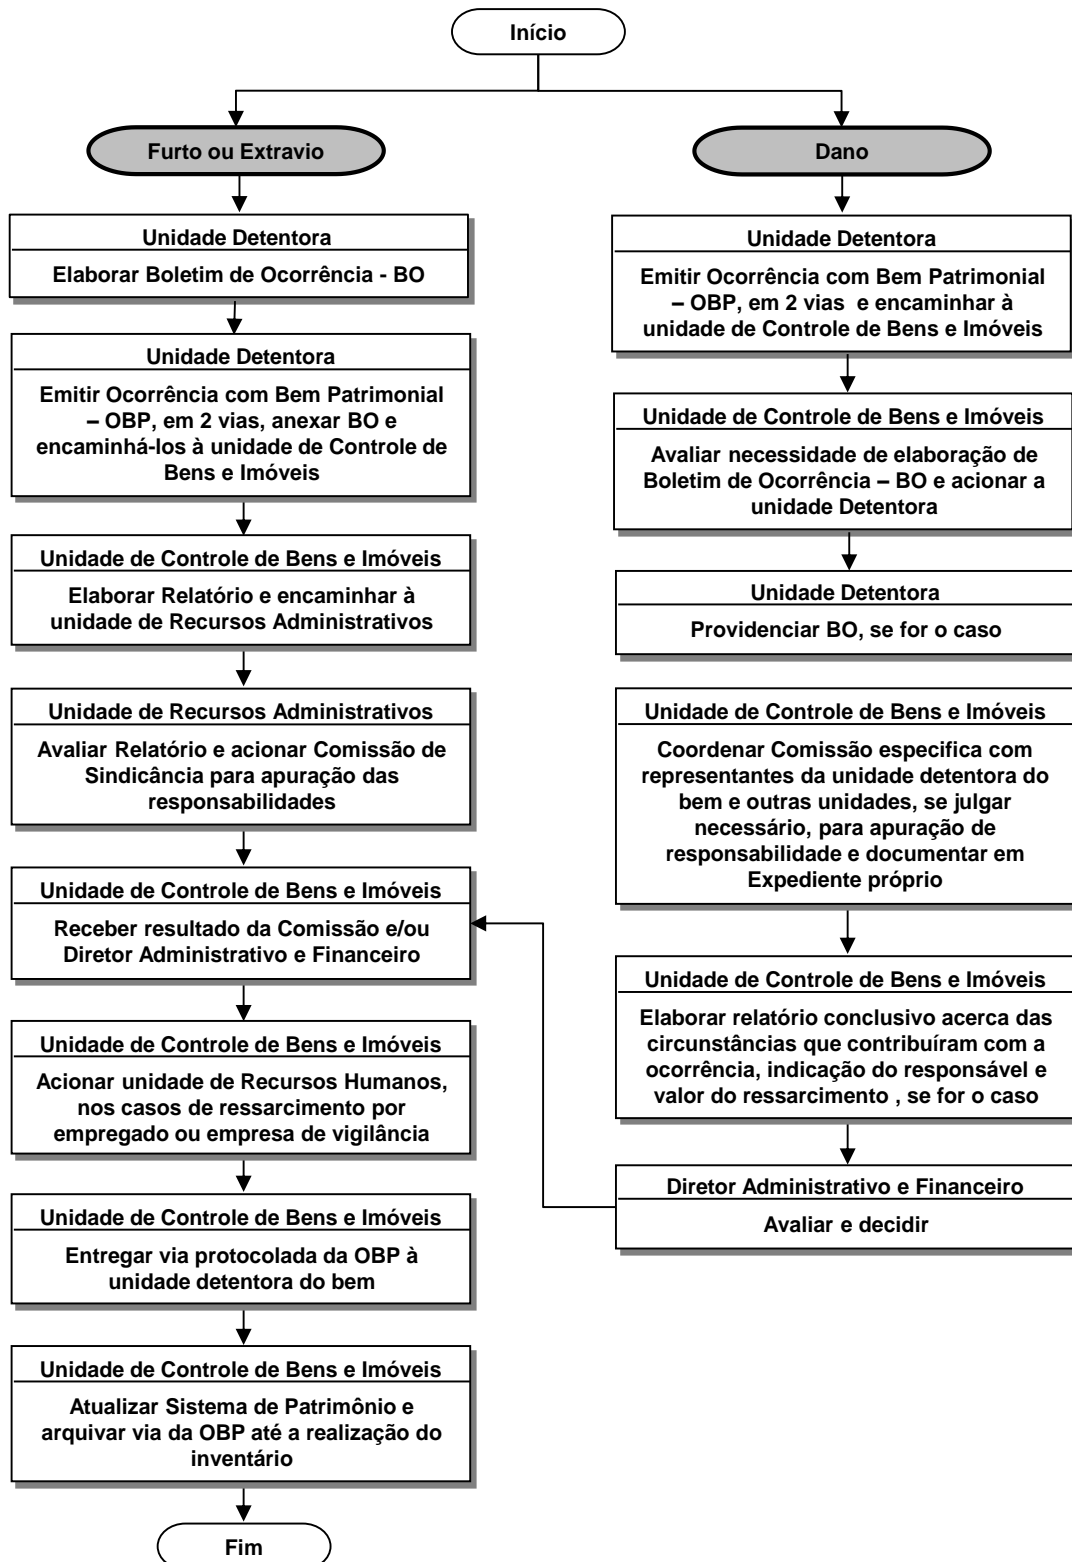 Início
Furto ou Extravio
Unidade Detentora
Elaborar Boletim de Ocorrência - BO
Unidade Detentora
Emitir Ocorrência com Bem Patrimonial
– OBP, em 2 vias, anexar BO e
encaminhá-los à unidade de Controle de
Bens e Imóveis
Unidade de Controle de Bens e Imóveis
Elaborar Relatório e encaminhar à
unidade de Recursos Administrativos
Unidade de Recursos Administrativos
Avaliar Relatório e acionar Comissão de
Sindicância para apuração das
responsabilidades
Unidade de Controle de Bens e Imóveis
Receber resultado da Comissão e/ou
Diretor Administrativo e Financeiro
Unidade de Controle de Bens e Imóveis
Acionar unidade de Recursos Humanos,
nos casos de ressarcimento por
empregado ou empresa de vigilância
Unidade de Controle de Bens e Imóveis
Entregar via protocolada da OBP à
unidade detentora do bem
Unidade de Controle de Bens e Imóveis
Atualizar Sistema de Patrimônio e
arquivar via da OBP até a realização do
inventário
Fim
Dano
Unidade Detentora
Emitir Ocorrência com Bem Patrimonial
– OBP, em 2 vias e encaminhar à
unidade de Controle de Bens e Imóveis
Unidade de Controle de Bens e Imóveis
Avaliar necessidade de elaboração de
Boletim de Ocorrência – BO e acionar a
unidade Detentora
Unidade Detentora
Providenciar BO, se for o caso
Unidade de Controle de Bens e Imóveis
Coordenar Comissão especifica com
representantes da unidade detentora do
bem e outras unidades, se julgar
necessário, para apuração de
responsabilidade e documentar em
Expediente próprio
Unidade de Controle de Bens e Imóveis
Elaborar relatório conclusivo acerca das
circunstâncias que contribuíram com a
ocorrência, indicação do responsável e
valor do ressarcimento , se for o caso
Diretor Administrativo e Financeiro
Avaliar e decidir